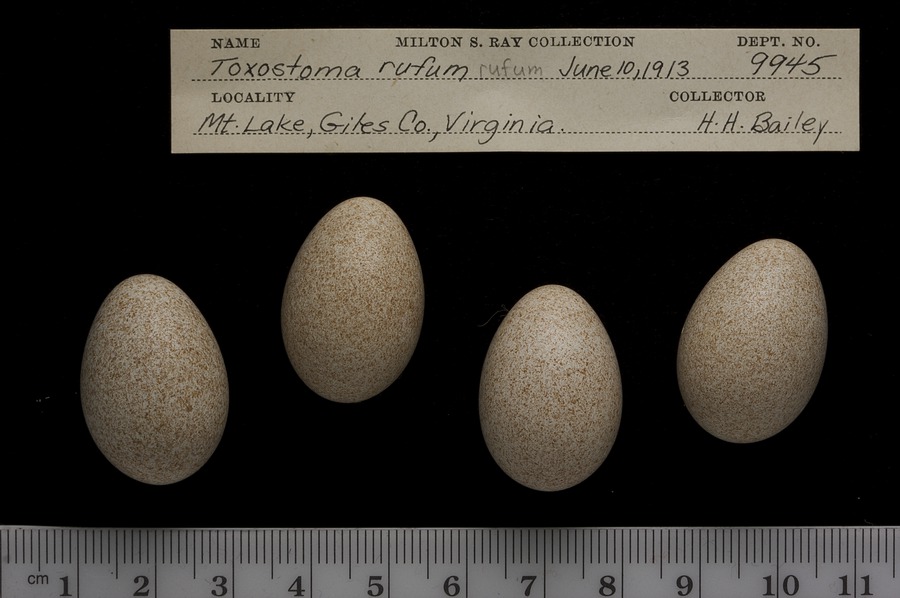 NAME MILTON S. RAY COLLECTION DEPT. NO.
Toxostoma rufum rufum June 10, 1913 9945
LOCALITY COLLECTOR
Mt. Lake, Giles Co., Virginia. H. H. Bailey
cm 1 2 3 4 5 6 7 8 9 10 11